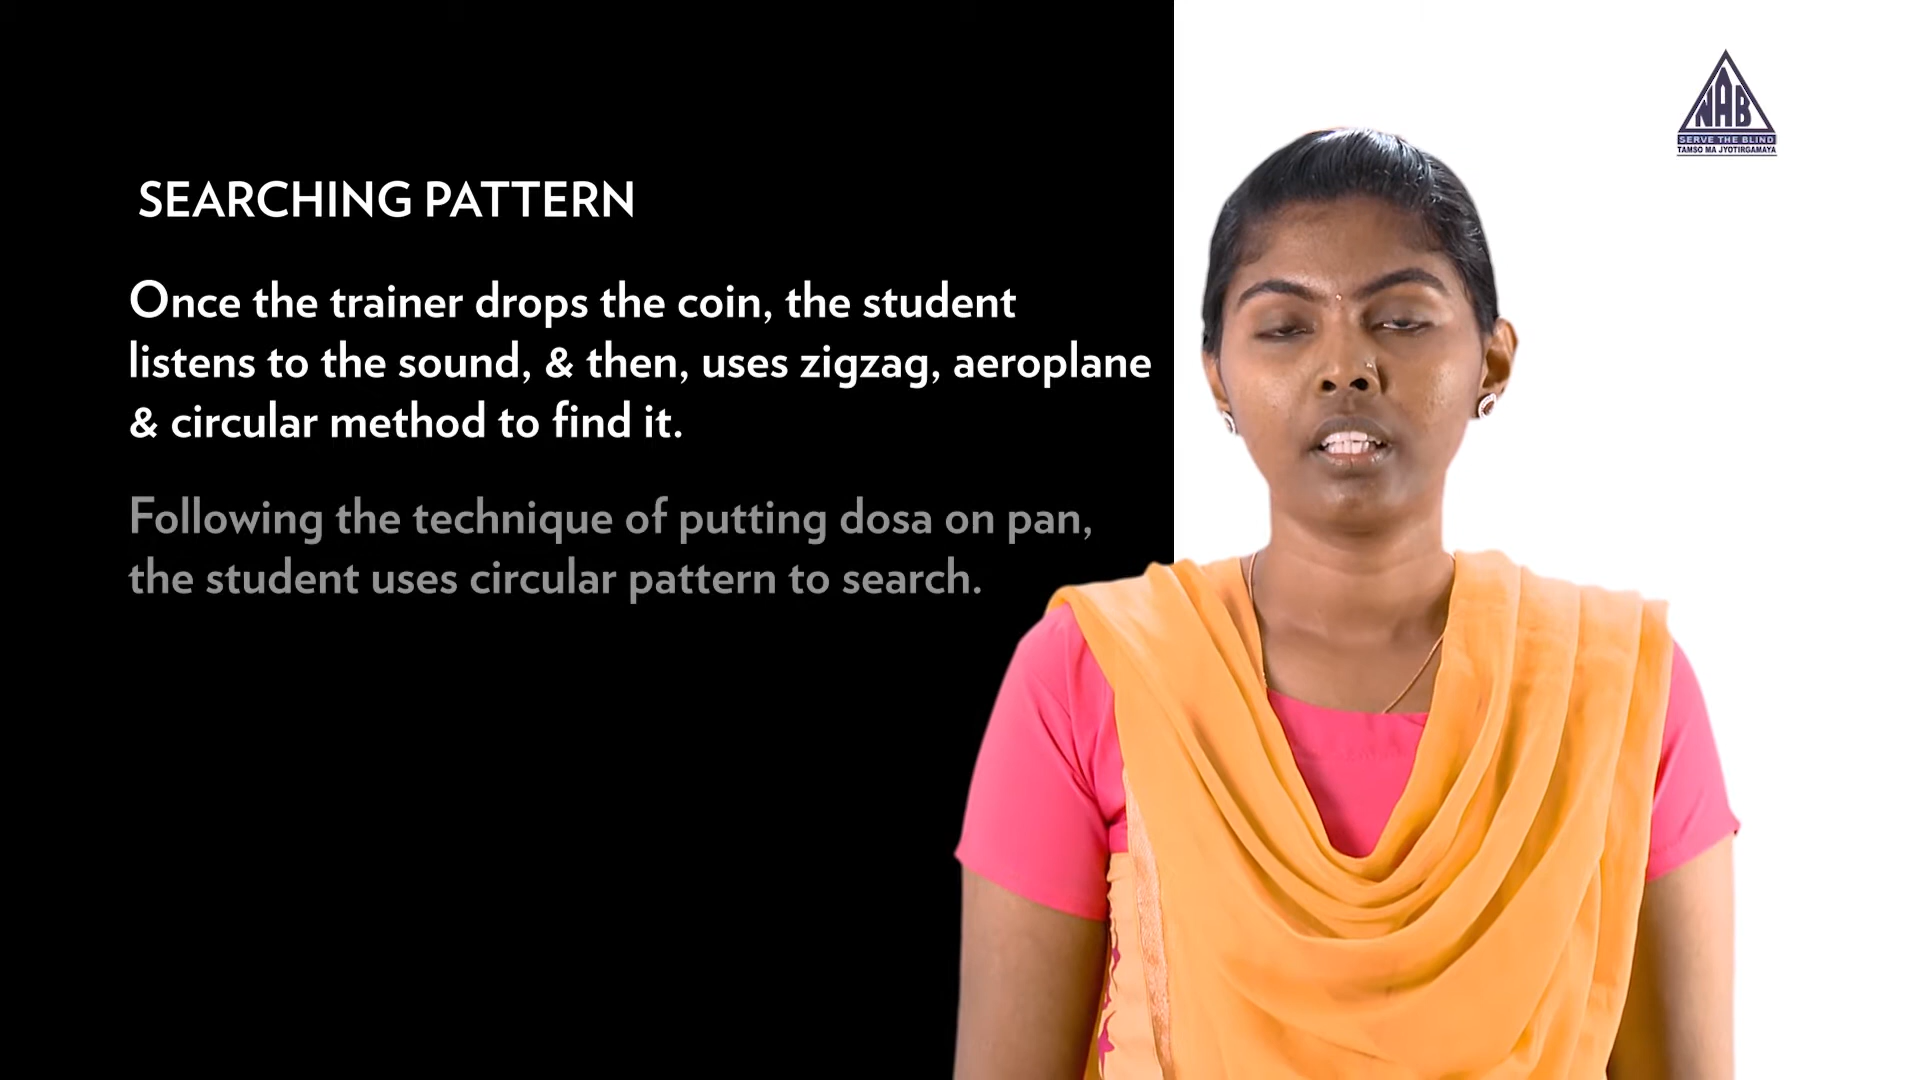 SEARCHING PATTERN
Once the trainer drops the coin, the student
listens to the sound, & then, uses zigzag, aeroplane
& circular method to find it.
Following the technique of putting dosa on pan,
the student uses circular pattern to search.
NAB
SERVE THE BLIND
TAMSO MA JYOTIRGAMAYA